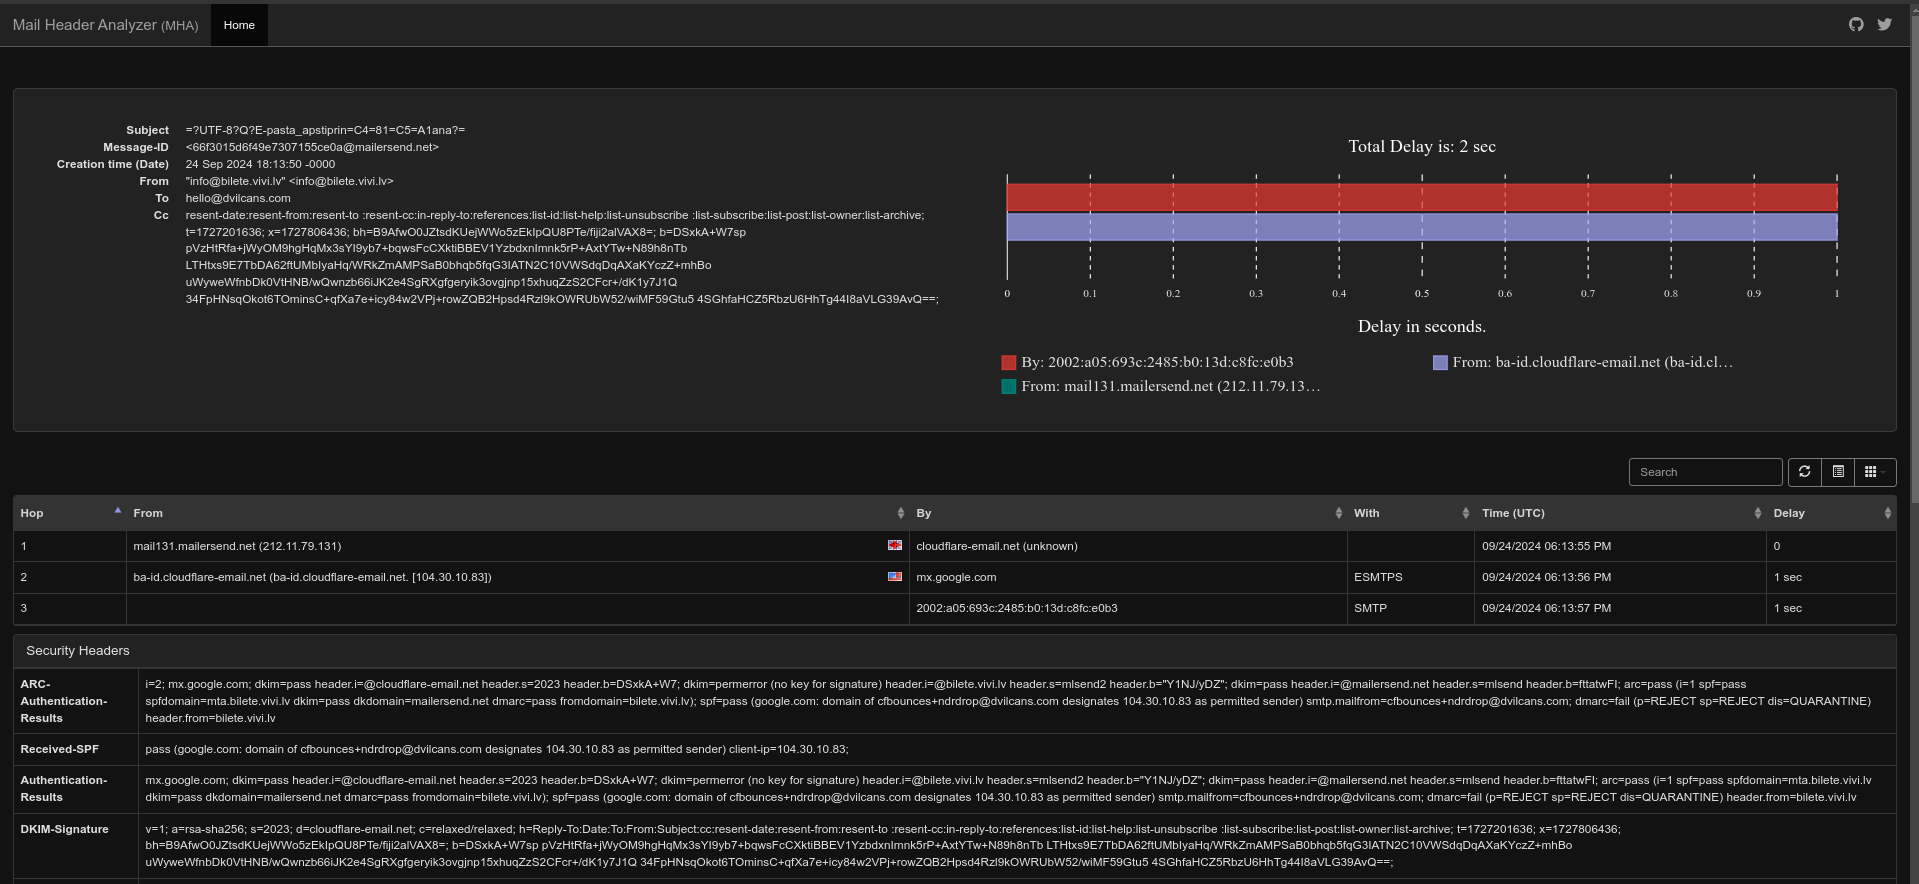 Mail Header Analyzer (MHA) Home
Subject =?UTF-8?Q?E-pasta_apstiprin=C4=81=C5=A1ana?=
Message-ID <66f3015d6f49e7307155ce0a@mailersend.net>
Creation time (Date) 24 Sep 2024 18:13:50 -0000
From "info@bilete.vivi.lv" <info@bilete.vivi.lv>
To hello@dvilcans.com
Cc resent-date:resent-from:resent-to :resent-cc:in-reply-to:references:list-id:list-help:list-unsubscribe :list-subscribe:list-post:list-owner:list-archive;
t=1727201636; x=1727806436; bh=B9AfwO0JZtsdKUejWWo5zEkIpQU8PTe/fiji2alVAX8=; b=DSxkA+W7sp
pVzHtRfa+jWyOM9hgHqMx3sYI9yb7+bqwsFcCXktiBBEV1YzbdxnImnk5rP+AxtYTw+N89h8nTb
LTHtxs9E7TbDA62ftUMbIyaHq/WRkZmAMPSaB0bhqb5fqG3IATN2C10VWSdqDqAXaKYczZ+mhBo
uWyweWfnbDk0VtHNB/wQwnzb66iJK2e4SgRXgfgeryik3ovgjnp15xhuqZzS2CFcr+/dK1y7J1Q
34FpHNsqOkot6TOminsC+qfXa7e+icy84w2VPj+rowZQB2Hpsd4Rzl9kOWRUbW52/wiMF59Gtu5 4SGhfaHCZ5RbzU6HhTg44I8aVLG39AvQ==;
Total Delay is: 2 sec
0 0.1 0.2 0.3 0.4 0.5 0.6 0.7 0.8 0.9 1
Delay in seconds.
By: 2002:a05:693c:2485:b0:13d:c8fc:e0b3 From: ba-id.cloudflare-email.net (ba-id.cl…
From: mail131.mailersend.net (212.11.79.13…
Search
Hop From By With Time (UTC) Delay
1 mail131.mailersend.net (212.11.79.131) cloudflare-email.net (unknown) 09/24/2024 06:13:55 PM 0
2 ba-id.cloudflare-email.net (ba-id.cloudflare-email.net. [104.30.10.83]) mx.google.com ESMTPS 09/24/2024 06:13:56 PM 1 sec
3 2002:a05:693c:2485:b0:13d:c8fc:e0b3 SMTP 09/24/2024 06:13:57 PM 1 sec
Security Headers
ARC-Authentication-Results i=2; mx.google.com; dkim=pass header.i=@cloudflare-email.net header.s=2023 header.b=DSxkA+W7; dkim=permerror (no key for signature) header.i=@bilete.vivi.lv header.s=mlsend2 header.b="Y1NJ/yDZ"; dkim=pass header.i=@mailersend.net header.s=mlsend header.b=fttatwFI; arc=pass (i=1 spf=pass
spfdomain=mta.bilete.vivi.lv dkim=pass dkdomain=mailersend.net dmarc=pass fromdomain=bilete.vivi.lv); spf=pass (google.com: domain of cfbounces+ndrdrop@dvilcans.com designates 104.30.10.83 as permitted sender) smtp.mailfrom=cfbounces+ndrdrop@dvilcans.com; dmarc=fail (p=REJECT sp=REJECT dis=QUARANTINE)
header.from=bilete.vivi.lv
Received-SPF pass (google.com: domain of cfbounces+ndrdrop@dvilcans.com designates 104.30.10.83 as permitted sender) client-ip=104.30.10.83;
Authentication-Results mx.google.com; dkim=pass header.i=@cloudflare-email.net header.s=2023 header.b=DSxkA+W7; dkim=permerror (no key for signature) header.i=@bilete.vivi.lv header.s=mlsend2 header.b="Y1NJ/yDZ"; dkim=pass header.i=@mailersend.net header.s=mlsend header.b=fttatwFI; arc=pass (i=1 spf=pass spfdomain=mta.bilete.vivi.lv
dkim=pass dkdomain=mailersend.net dmarc=pass fromdomain=bilete.vivi.lv); spf=pass (google.com: domain of cfbounces+ndrdrop@dvilcans.com designates 104.30.10.83 as permitted sender) smtp.mailfrom=cfbounces+ndrdrop@dvilcans.com; dmarc=fail (p=REJECT sp=REJECT dis=QUARANTINE) header.from=bilete.vivi.lv
DKIM-Signature v=1; a=rsa-sha256; s=2023; d=cloudflare-email.net; c=relaxed/relaxed; h=Reply-To:Date:To:From:Subject:cc:resent-date:resent-from:resent-to :resent-cc:in-reply-to:references:list-id:list-help:list-unsubscribe :list-subscribe:list-post:list-owner:list-archive; t=1727201636; x=1727806436;
bh=B9AfwO0JZtsdKUejWWo5zEkIpQU8PTe/fiji2alVAX8=; b=DSxkA+W7sp pVzHtRfa+jWyOM9hgHqMx3sYI9yb7+bqwsFcCXktiBBEV1YzbdxnImnk5rP+AxtYTw+N89h8nTb LTHtxs9E7TbDA62ftUMbIyaHq/WRkZmAMPSaB0bhqb5fqG3IATN2C10VWSdqDqAXaKYczZ+mhBo
uWyweWfnbDk0VtHNB/wQwnzb66iJK2e4SgRXgfgeryik3ovgjnp15xhuqZzS2CFcr+/dK1y7J1Q 34FpHNsqOkot6TOminsC+qfXa7e+icy84w2VPj+rowZQB2Hpsd4Rzl9kOWRUbW52/wiMF59Gtu5 4SGhfaHCZ5RbzU6HhTg44I8aVLG39AvQ==;